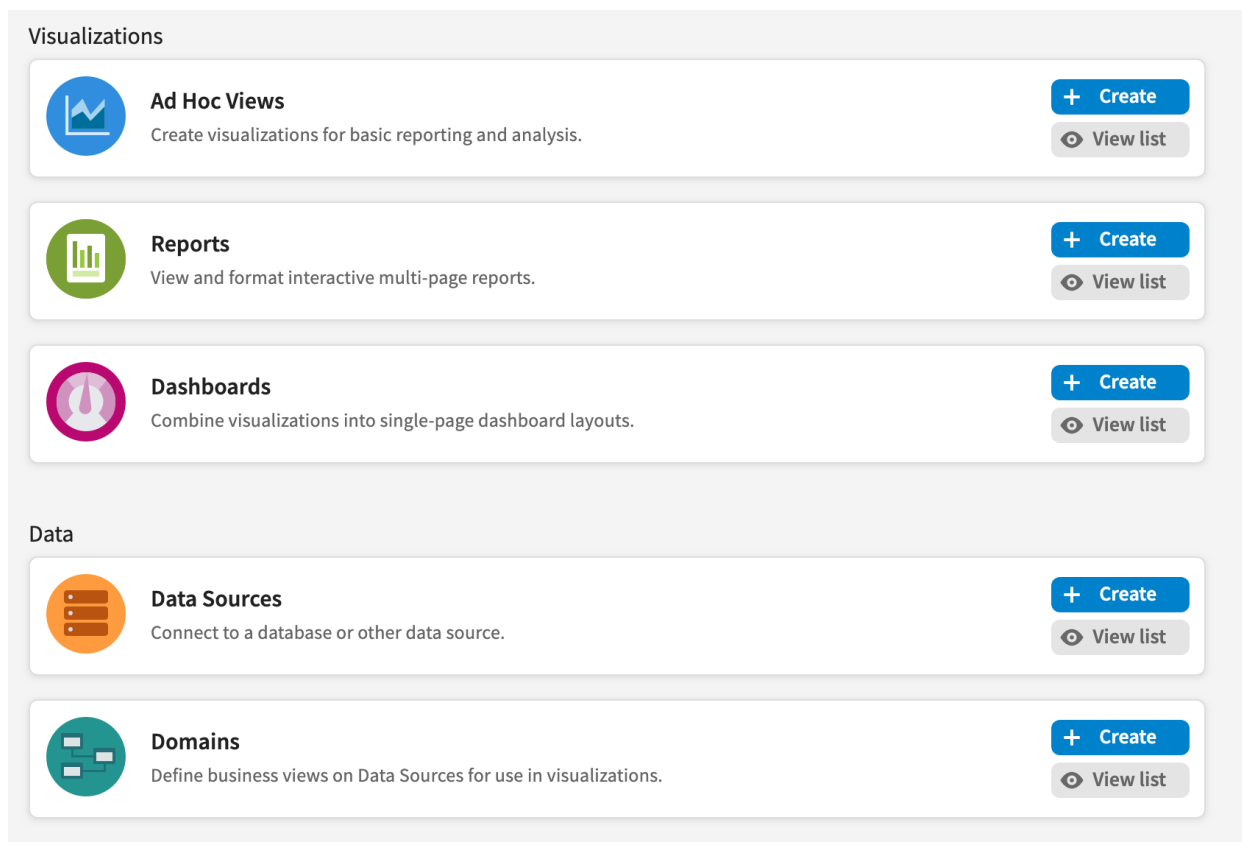 Visualizations
Ad Hoc Views
Create visualizations for basic reporting and analysis.
+ Create
View list
Reports
View and format interactive multi-page reports.
+ Create
View list
Dashboards
Combine visualizations into single-page dashboard layouts.
+ Create
View list
Data
Data Sources
Connect to a database or other data source.
+ Create
View list
Domains
Define business views on Data Sources for use in visualizations.
+ Create
View list